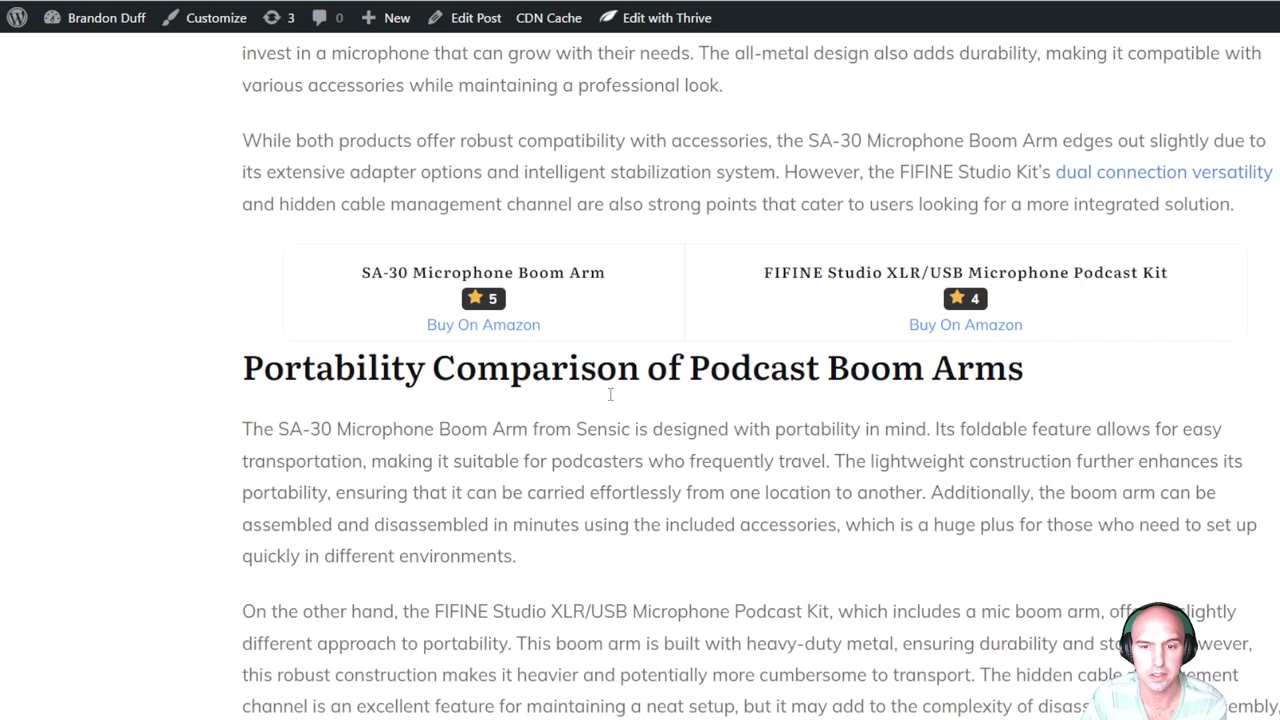 Brandon Duff Customize 3 0 New Edit Post CDN Cache Edit with Thrive
invest in a microphone that can grow with their needs. The all-metal design also adds durability, making it compatible with
various accessories while maintaining a professional look.
While both products offer robust compatibility with accessories, the SA-30 Microphone Boom Arm edges out slightly due to
its extensive adapter options and intelligent stabilization system. However, the FIFINE Studio Kit's dual connection versatility
and hidden cable management channel are also strong points that cater to users looking for a more integrated solution.
SA-30 Microphone Boom Arm
5
Buy On Amazon
FIFINE Studio XLR/USB Microphone Podcast Kit
4
Buy On Amazon
Portability Comparison of Podcast Boom Arms
The SA-30 Microphone Boom Arm from Sensic is designed with portability in mind. Its foldable feature allows for easy
transportation, making it suitable for podcasters who frequently travel. The lightweight construction further enhances its
portability, ensuring that it can be carried effortlessly from one location to another. Additionally, the boom arm can be
assembled and disassembled in minutes using the included accessories, which is a huge plus for those who need to set up
quickly in different environments.
On the other hand, the FIFINE Studio XLR/USB Microphone Podcast Kit, which includes a mic boom arm, slightly
different approach to portability. This boom arm is built with heavy-duty metal, ensuring durability and
this robust construction makes it heavier and potentially more cumbersome to transport. The hidden cable
channel is an excellent feature for maintaining a neat setup, but it may add to the complexity of